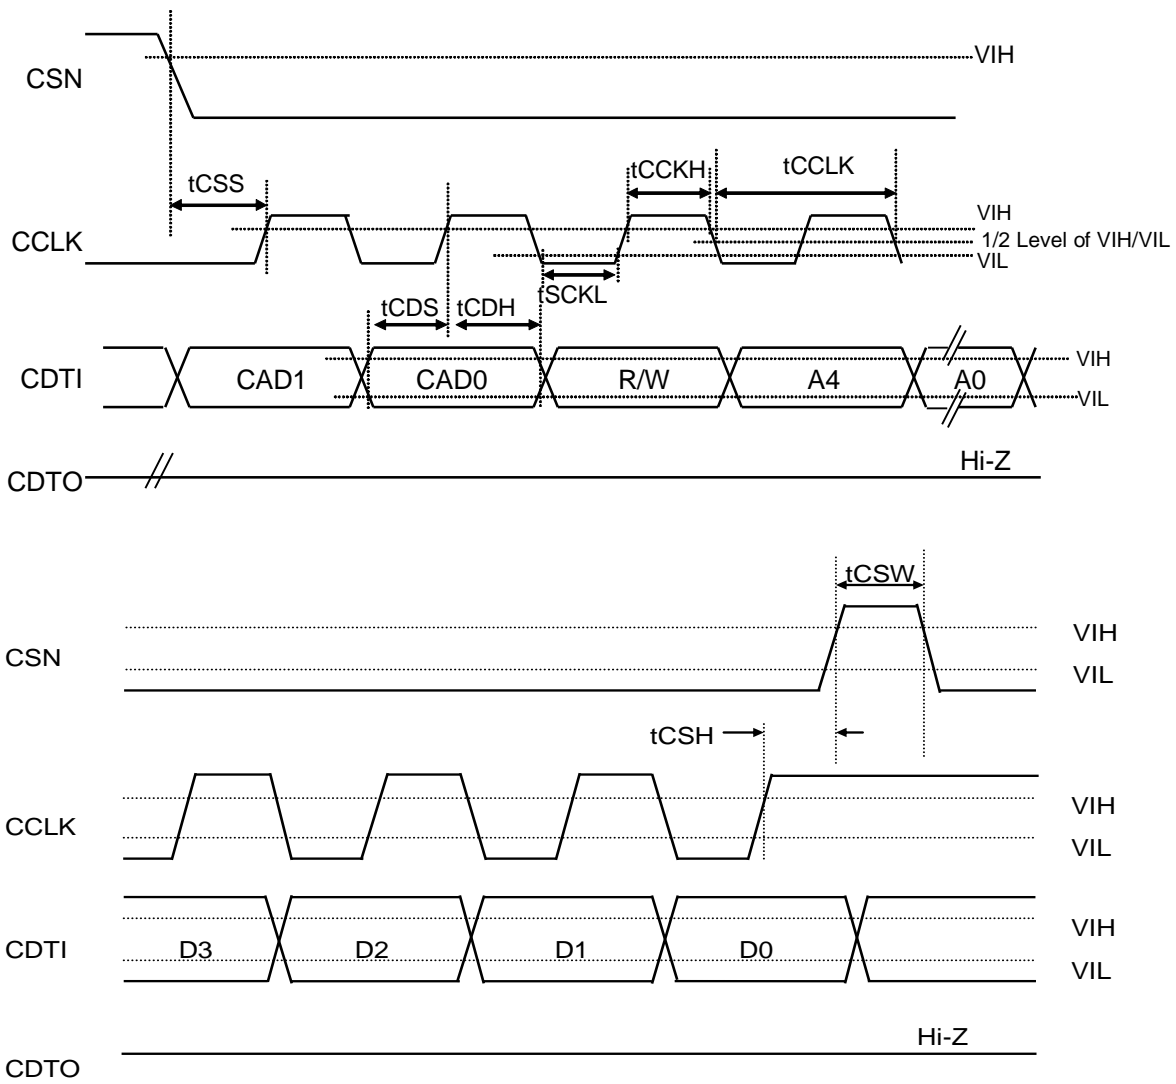 CSN
VIH
tCSS
tCCKH
tCCLK
CCLK
VIH
1/2 Level of VIH/VIL
VIL
tSCKL
tCDS
tCDH
CDTI
CAD1
CAD0
R/W
A4
A0
VIH
VIL
CDTO
Hi-Z
tCSW
CSN
VIH
VIL
tCSH
CCLK
VIH
VIL
CDTI
D3
D2
D1
D0
VIH
VIL
CDTO
Hi-Z